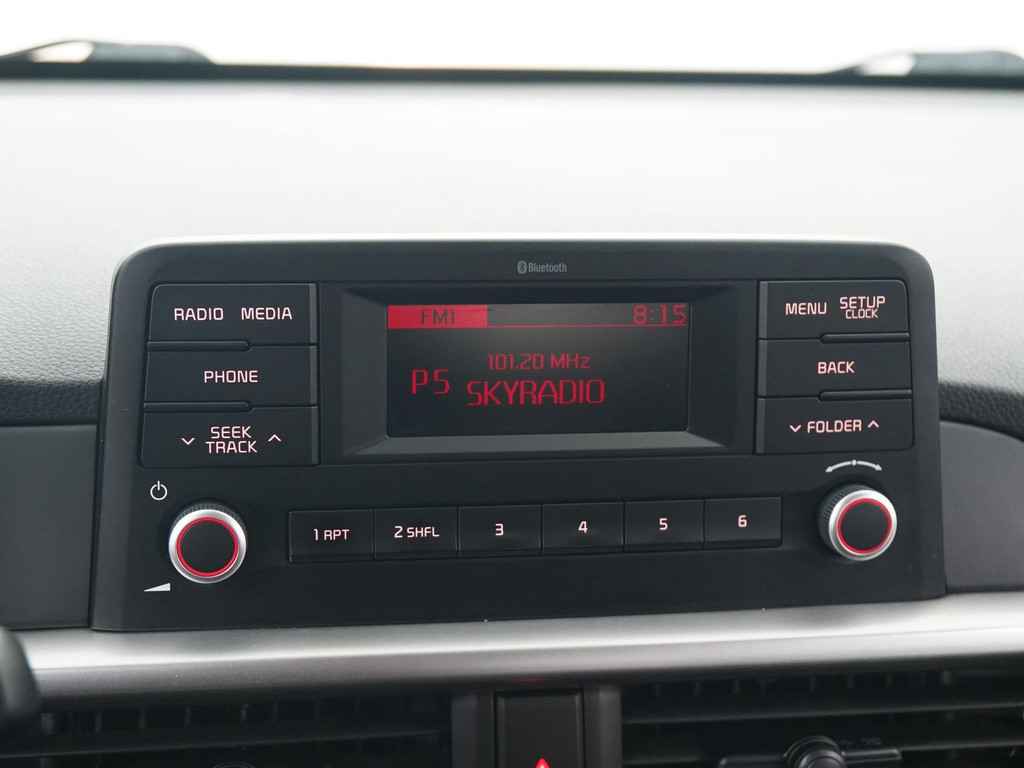 Bluetooth
RADIO MEDIA
PHONE
SEEK
TRACK
FM1 8:15
101.20 MHz
P5 SKYRADIO
MENU SETUP
CLOCK
BACK
FOLDER
1 RPT 2 SHFL 3 4 5 6